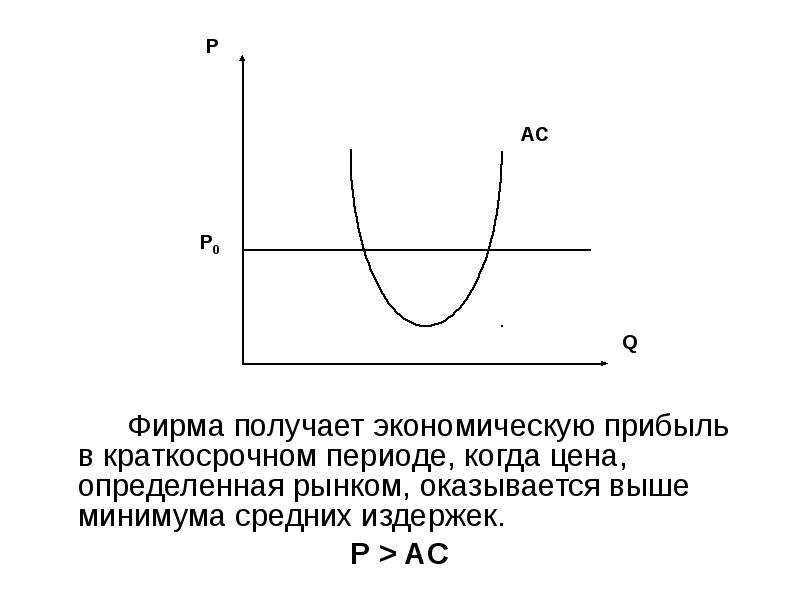 P
AC
P₀
Q
Фирма получает экономическую прибыль
в краткосрочном периоде, когда цена,
определенная рынком, оказывается выше
минимума средних издержек.
P > AC